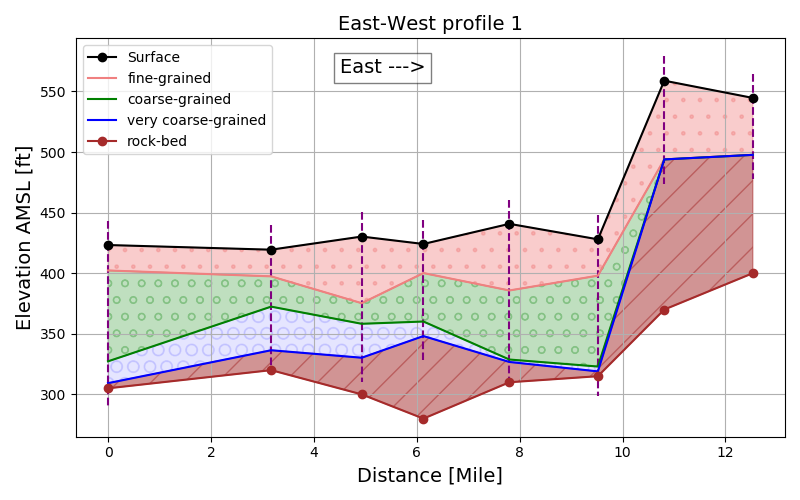 East-West profile 1
East --->
Surface
fine-grained
coarse-grained
very coarse-grained
rock-bed
Elevation AMSL [ft]
550
500
450
400
350
300
0 2 4 6 8 10 12
Distance [Mile]